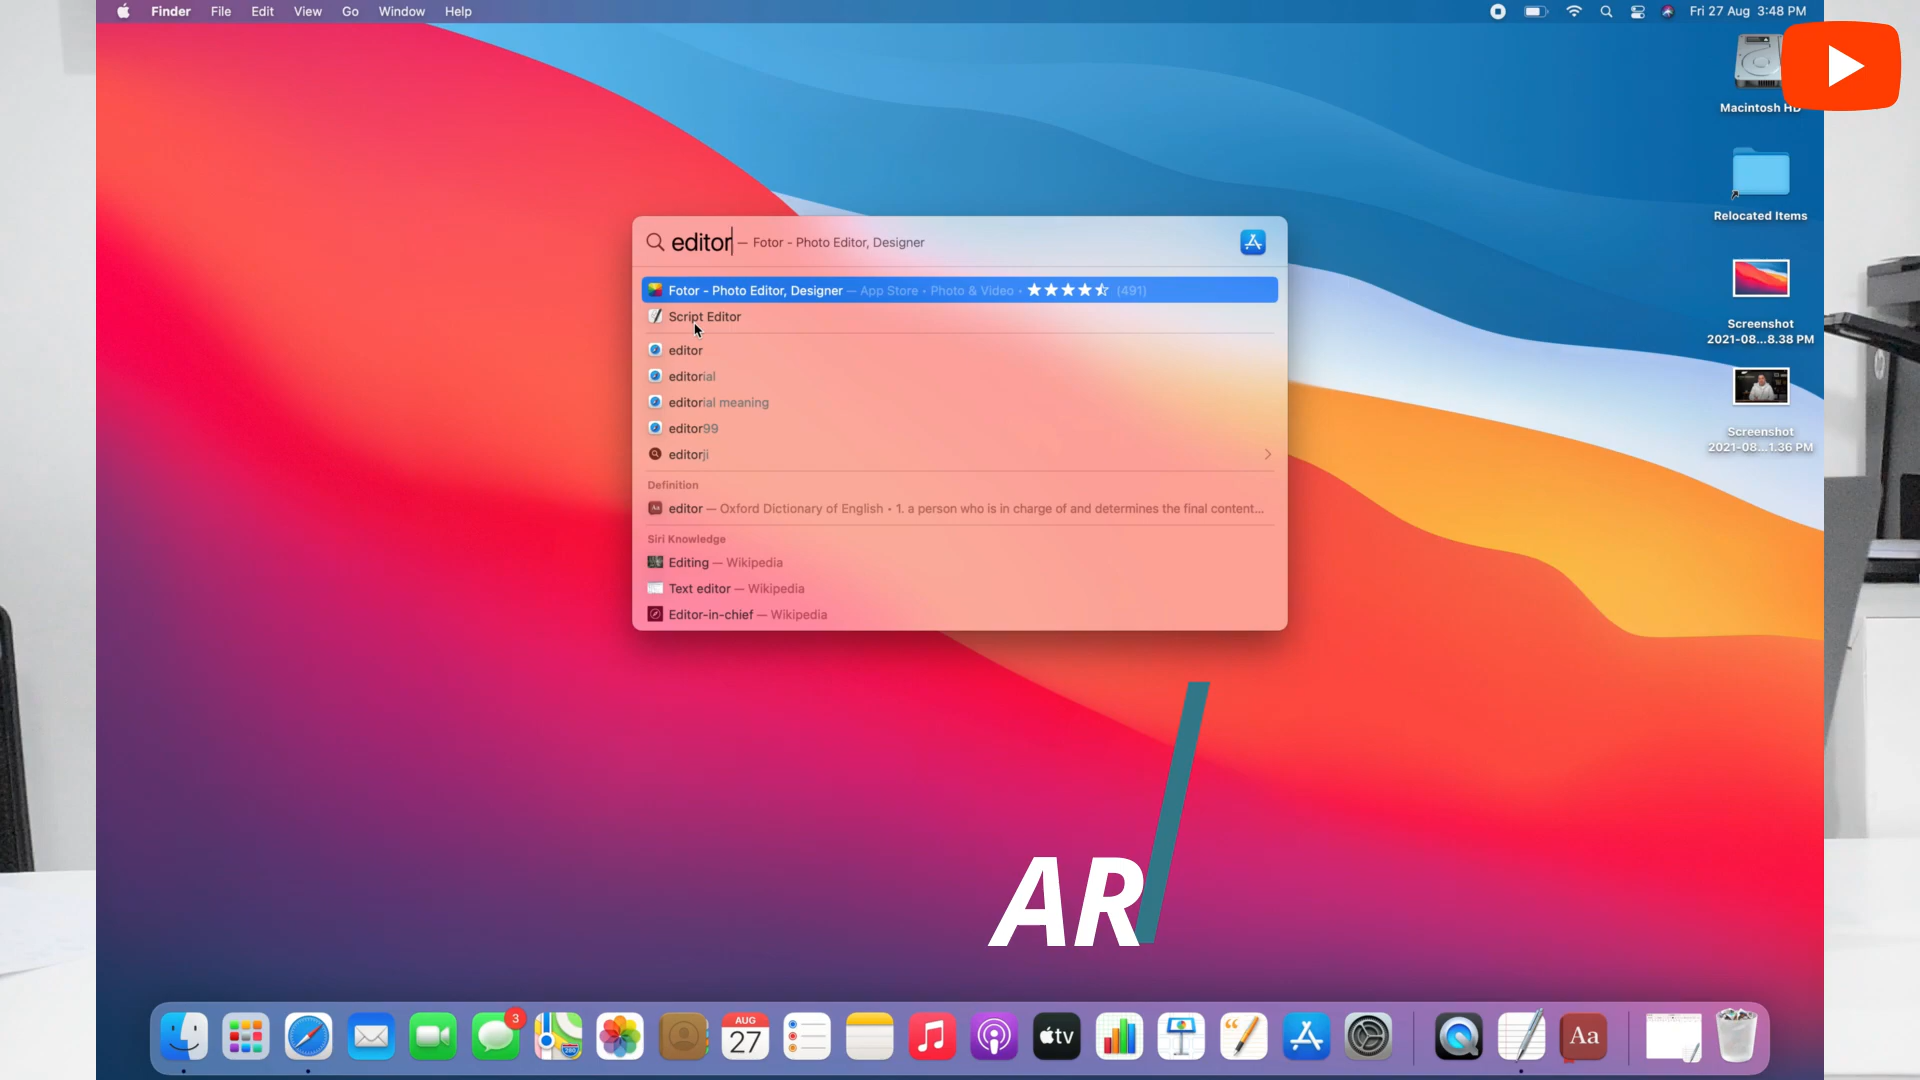 Finder File Edit View Go Window Help Fri 27 Aug 3:48 PM
Macintosh HD
Relocated Items
Screenshot
2021-08...8.38 PM
Screenshot
2021-08...1.36 PM
editor — Fotor - Photo Editor, Designer
Fotor - Photo Editor, Designer — App Store • Photo & Video • (491)
Script Editor
editor
editorial
editorial meaning
editor99
editorji
Definition
editor — Oxford Dictionary of English • 1. a person who is in charge of and determines the final content...
Siri Knowledge
Editing — Wikipedia
Text editor — Wikipedia
Editor-in-chief — Wikipedia
AR
3
AUG
27
tv
Aa